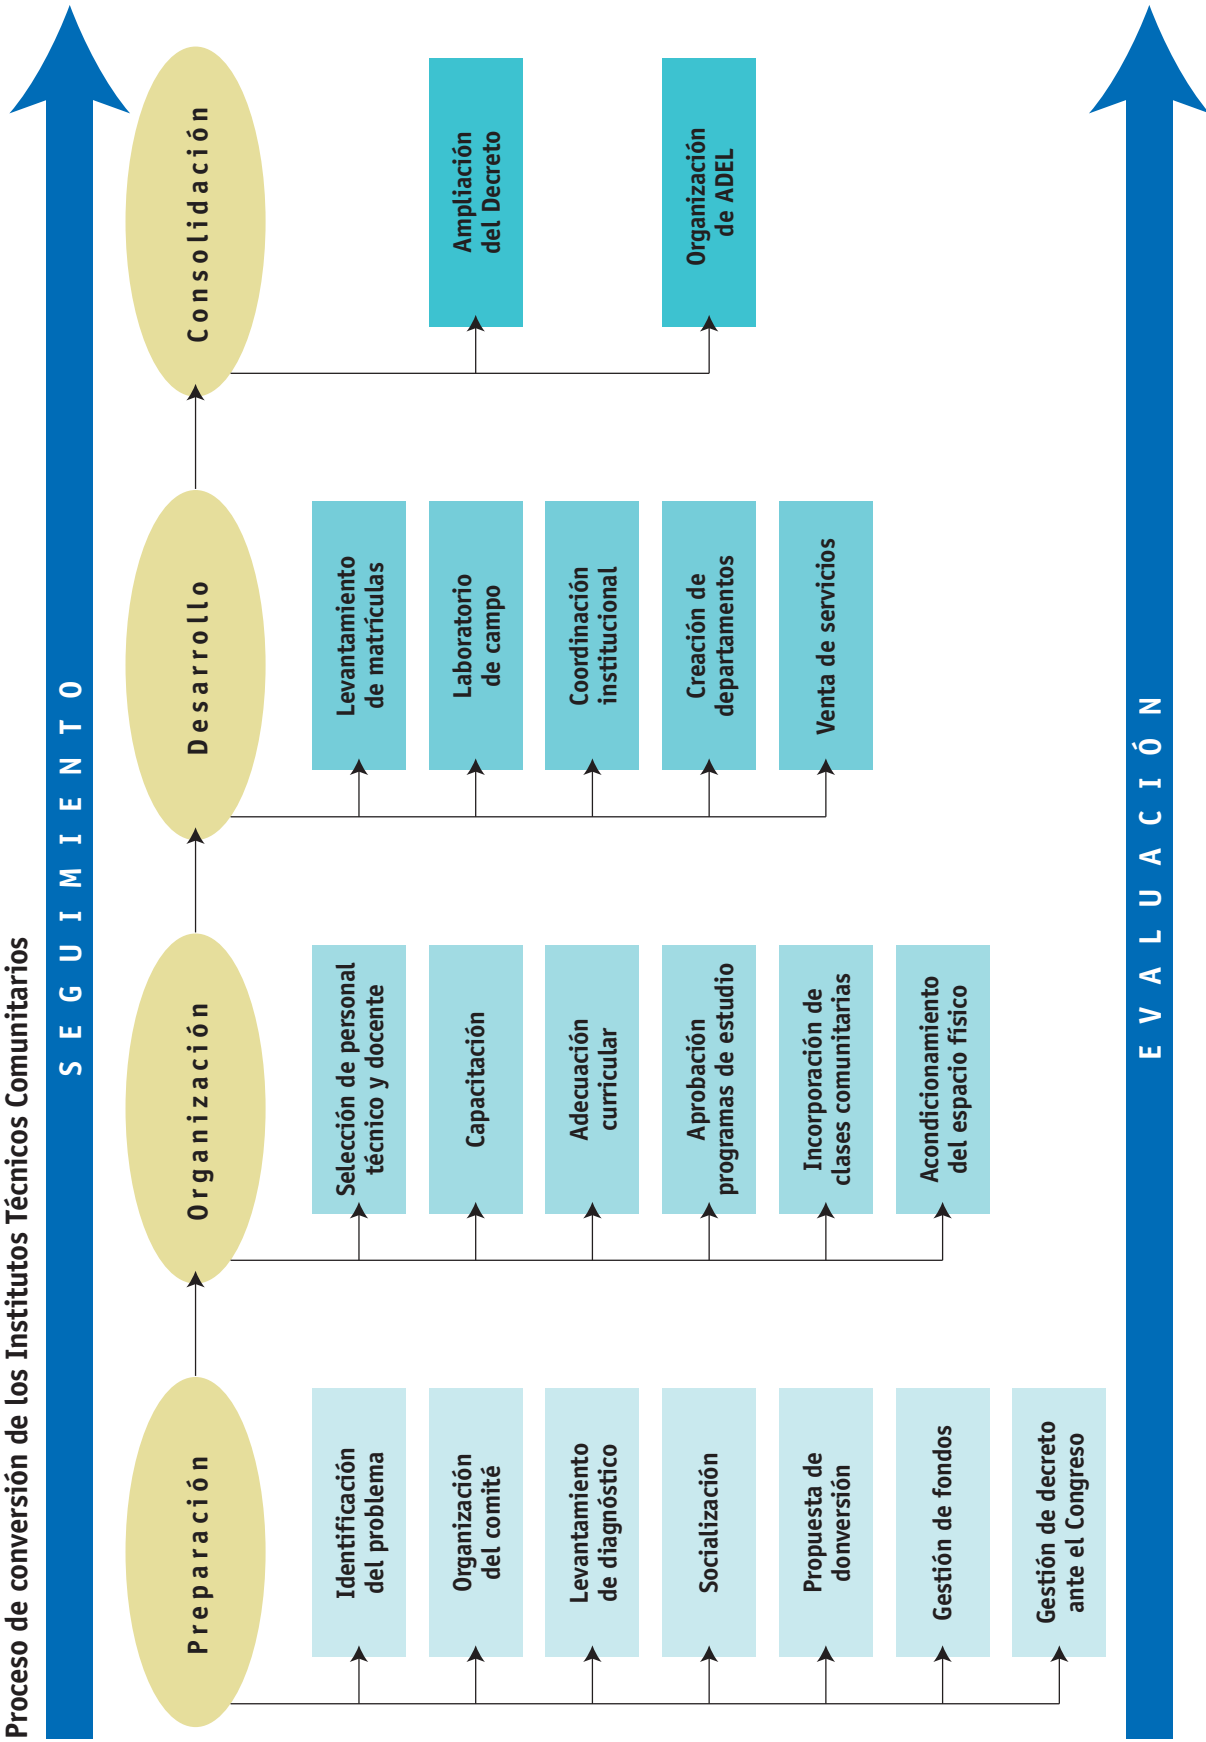 Proceso de conversión de los Institutos Técnicos Comunitarios
SEGUIMIENTO
Preparación
Organización
Desarrollo
Consolidación
Identificación
del problema
Organización
del comité
Levantamiento
de diagnóstico
Socialización
Propuesta de
donversión
Gestión de fondos
Gestión de decreto
ante el Congreso
Selección de personal
técnico y docente
Capacitación
Adecuación
curricular
Aprobación
programas de estudio
Incorporación de
clases comunitarias
Acondicionamiento
del espacio físico
Levantamiento
de matrículas
Laboratorio
de campo
Coordinación
institucional
Creación de
departamentos
Venta de servicios
Ampliación
del Decreto
Organización
de ADEL
EVALUACIÓN